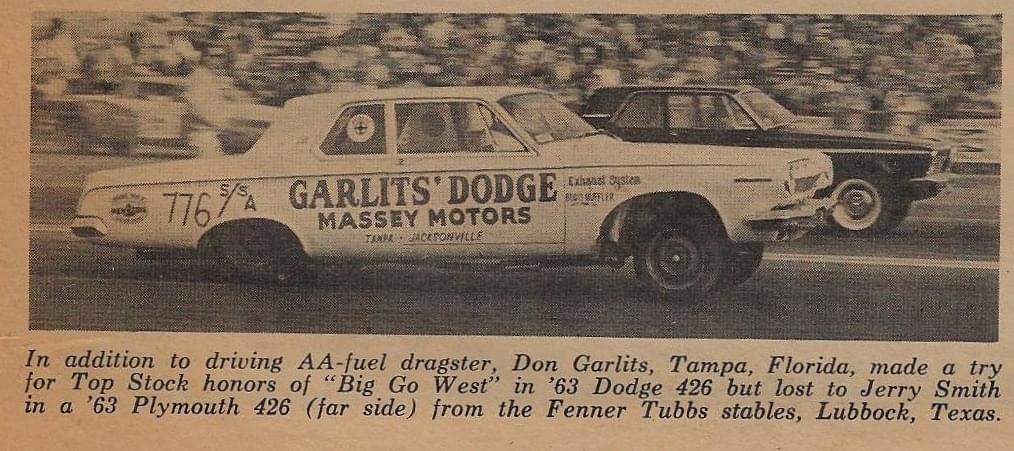 776 S/S/A
GARLITS' DODGE
MASSEY MOTORS
TAMPA - JACKSONVILLE
Exhaust System
MUFFLER
In addition to driving AA-fuel dragster, Don Garlits, Tampa, Florida, made a try
for Top Stock honors of "Big Go West" in '63 Dodge 426 but lost to Jerry Smith
in a '63 Plymouth 426 (far side) from the Fenner Tubbs stables, Lubbock, Texas.